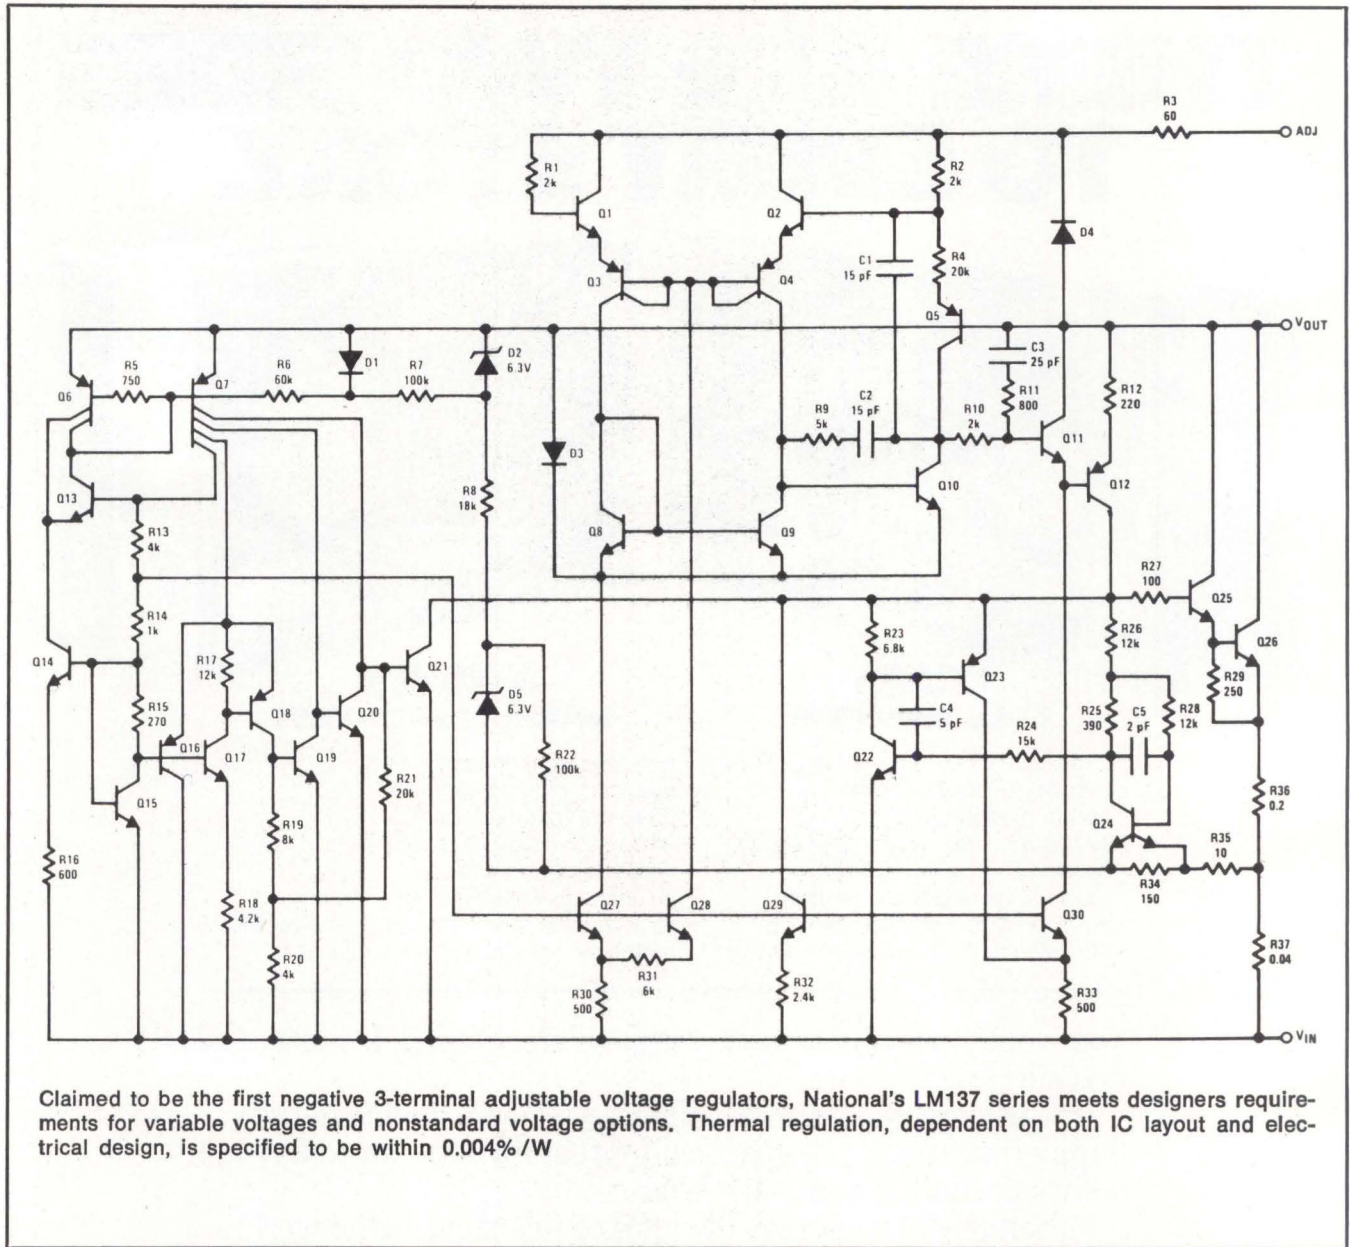 R3
60
ADJ
R1
2k
R2
2k
Q1
Q2
D4
C1
15 pF
R4
20k
Q3
Q4
Q5
VOUT
R5
750
Q7
R6
60k
D1
R7
100k
D2
6.3V
C3
25 pF
R12
220
Q6
R11
800
C2
15 pF
R9
5k
R10
2k
Q11
D3
Q13
R8
18k
Q10
Q12
R13
4k
Q8
Q9
R27
100
Q25
R14
1k
R23
6.8k
R26
12k
Q26
Q14
R17
12k
Q21
Q23
R29
250
R15
270
D5
6.3V
Q18
Q20
C4
5 pF
R25
390
C5
2 pF
R28
12k
Q16
Q17
Q19
R24
15k
R22
100k
Q22
R21
20k
Q15
R36
0.2
R19
8k
Q24
R35
10
R16
600
R34
150
R18
4.2k
Q27
Q28
Q29
Q30
R20
4k
R37
0.04
R31
6k
R32
2.4k
R30
500
R33
500
VIN
Claimed to be the first negative 3-terminal adjustable voltage regulators, National's LM137 series meets designers require-
ments for variable voltages and nonstandard voltage options. Thermal regulation, dependent on both IC layout and elec-
trical design, is specified to be within 0.004%/W